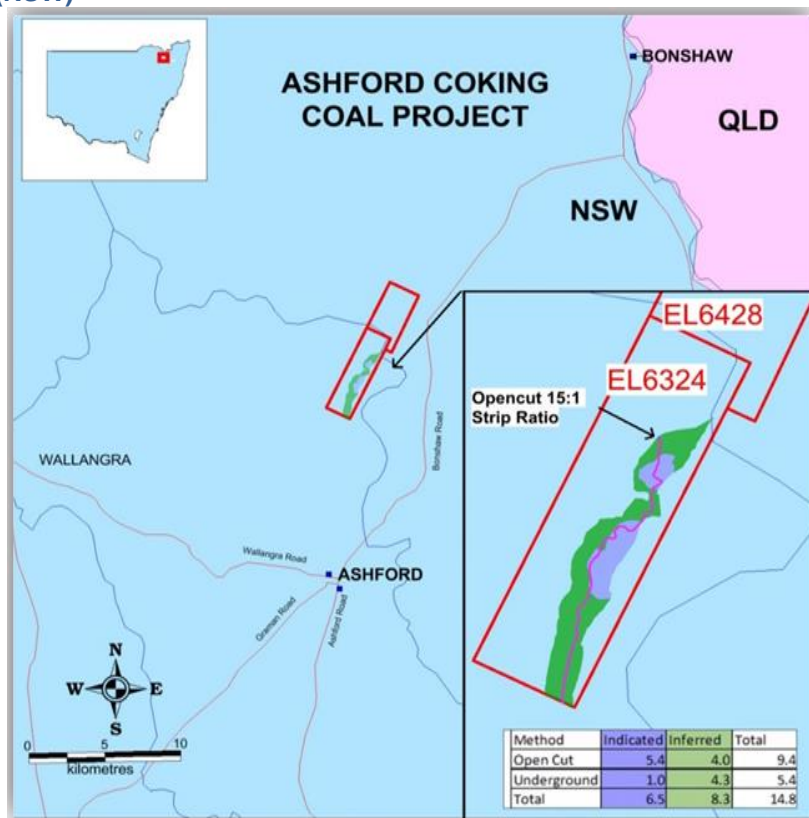 BONSHAW
ASHFORD COKING
COAL PROJECT
QLD
NSW
EL6428
EL6324
Opencut 15:1
Strip Ratio
Bonshaw Road
WALLANGRA
Wallangra Road
ASHFORD
Graman Road
Ashford Road
N
W E
S
0 5 10
kilometres
Method Indicated Inferred Total
Open Cut 5.4 4.0 9.4
Underground 1.0 4.3 5.4
Total 6.5 8.3 14.8